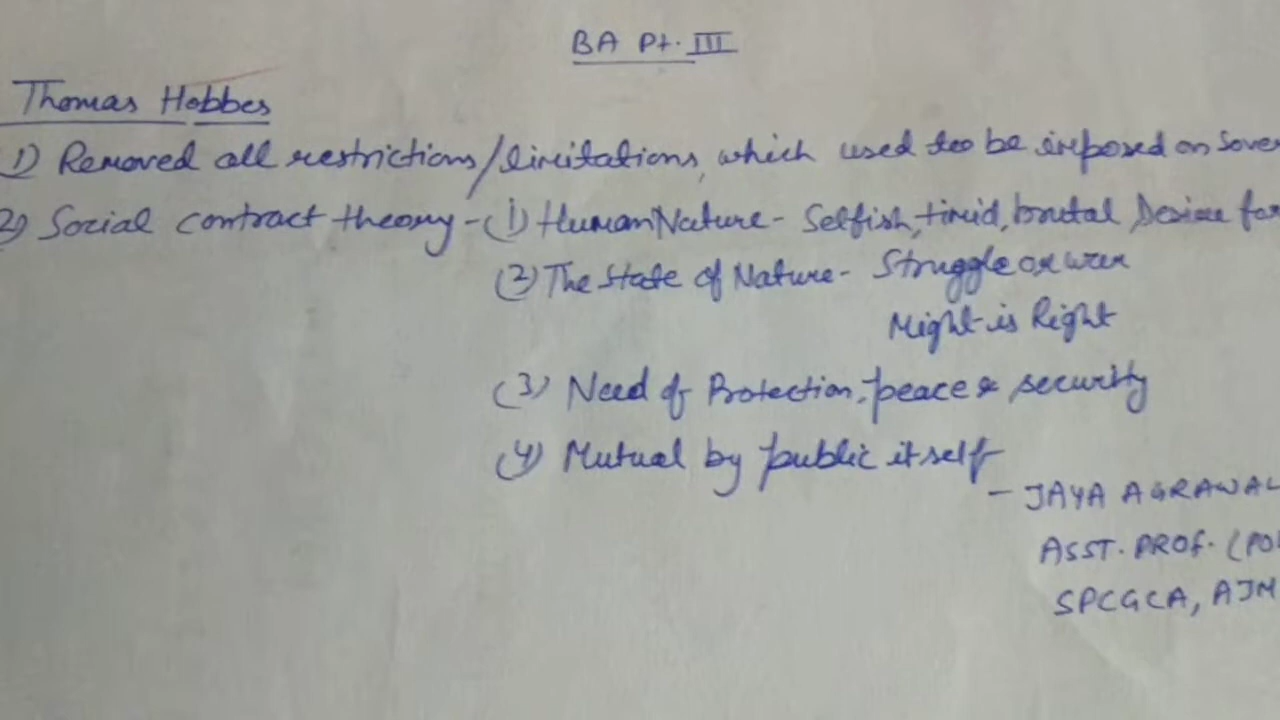 BA Pt. III
Thomas Hobbes
1) Removed all restrictions/limitations, which used to be imposed on Sover
2) Social contract theory - (1) Human Nature - Selfish, timid, brutal, Desire for
(2) The State of Nature - Struggle or war
Might is Right
(3) Need of Protection, peace & security
(4) Mutual by public itself
- JAYA AGRAWAL
ASST. PROF. (POL
SPCGCA, AJM